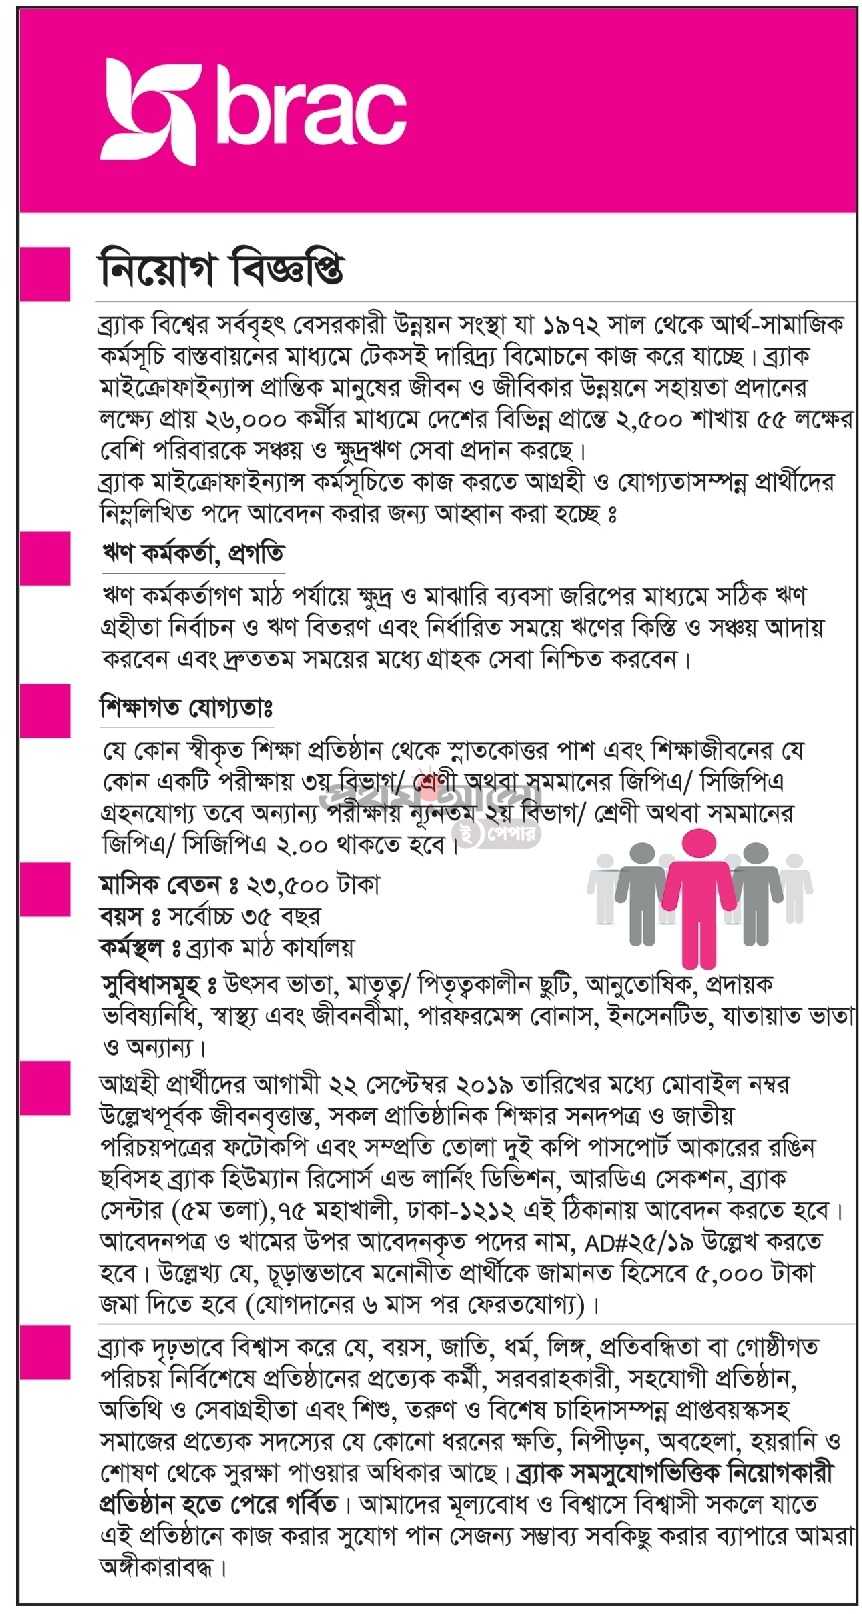 brac
নিয়োগ বিজ্ঞপ্তি
ব্র্যাক বিশ্বের সর্ববৃহৎ বেসরকারী উন্নয়ন সংস্থা যা ১৯৭২ সাল থেকে আর্থ-সামাজিক
কর্মসূচি বাস্তবায়নের মাধ্যমে টেকসই দারিদ্র্য বিমোচনে কাজ করে যাচ্ছে। ব্র্যাক
মাইক্রোফাইন্যান্স প্রান্তিক মানুষের জীবন ও জীবিকার উন্নয়নে সহায়তা প্রদানের
লক্ষ্যে প্রায় ২৬,০০০ কর্মীর মাধ্যমে দেশের বিভিন্ন প্রান্তে ২,৫০০ শাখায় ৫৫ লক্ষের
বেশি পরিবারকে সঞ্চয় ও ক্ষুদ্রঋণ সেবা প্রদান করছে।
ব্র্যাক মাইক্রোফাইন্যান্স কর্মসূচিতে কাজ করতে আগ্রহী ও যোগ্যতাসম্পন্ন প্রার্থীদের
নিম্নলিখিত পদে আবেদন করার জন্য আহ্বান করা হচ্ছে ঃ
ঋণ কর্মকর্তা, প্রগতি
ঋণ কর্মকর্তাগণ মাঠ পর্যায়ে ক্ষুদ্র ও মাঝারি ব্যবসা জরিপের মাধ্যমে সঠিক ঋণ
গ্রহীতা নির্বাচন ও ঋণ বিতরণ এবং নির্ধারিত সময়ে ঋণের কিস্তি ও সঞ্চয় আদায়
করবেন এবং দ্রুততম সময়ের মধ্যে গ্রাহক সেবা নিশ্চিত করবেন।
শিক্ষাগত যোগ্যতাঃ
যে কোন স্বীকৃত শিক্ষা প্রতিষ্ঠান থেকে স্নাতকোত্তর পাশ এবং শিক্ষাজীবনের যে
কোন একটি পরীক্ষায় ৩য় বিভাগ/ শ্রেণী অথবা সমমানের জিপিএ/ সিজিপিএ
গ্রহনযোগ্য তবে অন্যান্য পরীক্ষায় ন্যূনতম ২য় বিভাগ/ শ্রেণী অথবা সমমানের
জিপিএ/ সিজিপিএ ২.০০ থাকতে হবে।
প্রথম আলো
ই পেপার
মাসিক বেতন ঃ ২৩,৫০০ টাকা
বয়স ঃ সর্বোচ্চ ৩৫ বছর
কর্মস্থল ঃ ব্র্যাক মাঠ কার্যালয়
সুবিধাসমূহ ঃ উৎসব ভাতা, মাতৃত্ব/ পিতৃত্বকালীন ছুটি, আনুতোষিক, প্রদায়ক
ভবিষ্যনিধি, স্বাস্থ্য এবং জীবনবীমা, পারফরমেন্স বোনাস, ইনসেনটিভ, যাতায়াত ভাতা
ও অন্যান্য।
আগ্রহী প্রার্থীদের আগামী ২২ সেপ্টেম্বর ২০১৯ তারিখের মধ্যে মোবাইল নম্বর
উল্লেখপূর্বক জীবনবৃত্তান্ত, সকল প্রাতিষ্ঠানিক শিক্ষার সনদপত্র ও জাতীয়
পরিচয়পত্রের ফটোকপি এবং সম্প্রতি তোলা দুই কপি পাসপোর্ট আকারের রঙিন
ছবিসহ ব্র্যাক হিউম্যান রিসোর্স এন্ড লার্নিং ডিভিশন, আরডিএ সেকশন, ব্র্যাক
সেন্টার (৫ম তলা),৭৫ মহাখালী, ঢাকা-১২১২ এই ঠিকানায় আবেদন করতে হবে।
আবেদনপত্র ও খামের উপর আবেদনকৃত পদের নাম, AD#২৫/১৯ উল্লেখ করতে
হবে। উল্লেখ্য যে, চূড়ান্তভাবে মনোনীত প্রার্থীকে জামানত হিসেবে ৫,০০০ টাকা
জমা দিতে হবে (যোগদানের ৬ মাস পর ফেরতযোগ্য)।
ব্র্যাক দৃঢ়ভাবে বিশ্বাস করে যে, বয়স, জাতি, ধর্ম, লিঙ্গ, প্রতিবন্ধিতা বা গোষ্ঠীগত
পরিচয় নির্বিশেষে প্রতিষ্ঠানের প্রত্যেক কর্মী, সরবরাহকারী, সহযোগী প্রতিষ্ঠান,
অতিথি ও সেবাগ্রহীতা এবং শিশু, তরুণ ও বিশেষ চাহিদাসম্পন্ন প্রাপ্তবয়স্কসহ
সমাজের প্রত্যেক সদস্যের যে কোনো ধরনের ক্ষতি, নিপীড়ন, অবহেলা, হয়রানি ও
শোষণ থেকে সুরক্ষা পাওয়ার অধিকার আছে। ব্র্যাক সমসুযোগভিত্তিক নিয়োগকারী
প্রতিষ্ঠান হতে পেরে গর্বিত। আমাদের মূল্যবোধ ও বিশ্বাসে বিশ্বাসী সকলে যাতে
এই প্রতিষ্ঠানে কাজ করার সুযোগ পান সেজন্য সম্ভাব্য সবকিছু করার ব্যাপারে আমরা
অঙ্গীকারাবদ্ধ।